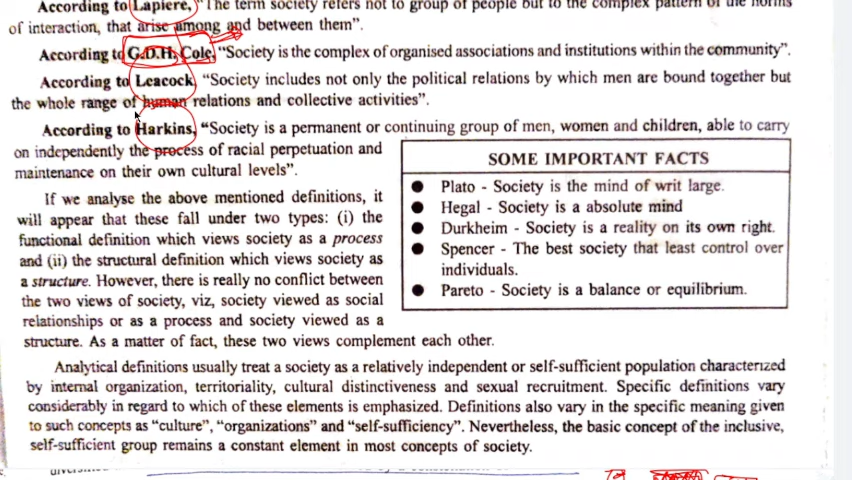 According to Lapiere, "The term society refers not to group of people but to the complex pattern of the norms
of interaction, that arise among and between them".
According to G.D.H. Cole, "Society is the complex of organised associations and institutions within the community".
According to Leacock, "Society includes not only the political relations by which men are bound together but
the whole range of human relations and collective activities".
According to Harkins, "Society is a permanent or continuing group of men, women and children, able to carry
on independently the process of racial perpetuation and
maintenance on their own cultural levels".
If we analyse the above mentioned definitions, it
will appear that these fall under two types: (i) the
functional definition which views society as a process
and (ii) the structural definition which views society as
a structure. However, there is really no conflict between
the two views of society, viz, society viewed as social
relationships or as a process and society viewed as a
structure. As a matter of fact, these two views complement each other.
SOME IMPORTANT FACTS
● Plato - Society is the mind of writ large.
● Hegal - Society is a absolute mind
● Durkheim - Society is a reality on its own right.
● Spencer - The best society that least control over
individuals.
● Pareto - Society is a balance or equilibrium.
Analytical definitions usually treat a society as a relatively independent or self-sufficient population characterized
by internal organization, territoriality, cultural distinctiveness and sexual recruitment. Specific definitions vary
considerably in regard to which of these elements is emphasized. Definitions also vary in the specific meaning given
to such concepts as "culture", "organizations" and "self-sufficiency". Nevertheless, the basic concept of the inclusive,
self-sufficient group remains a constant element in most concepts of society.